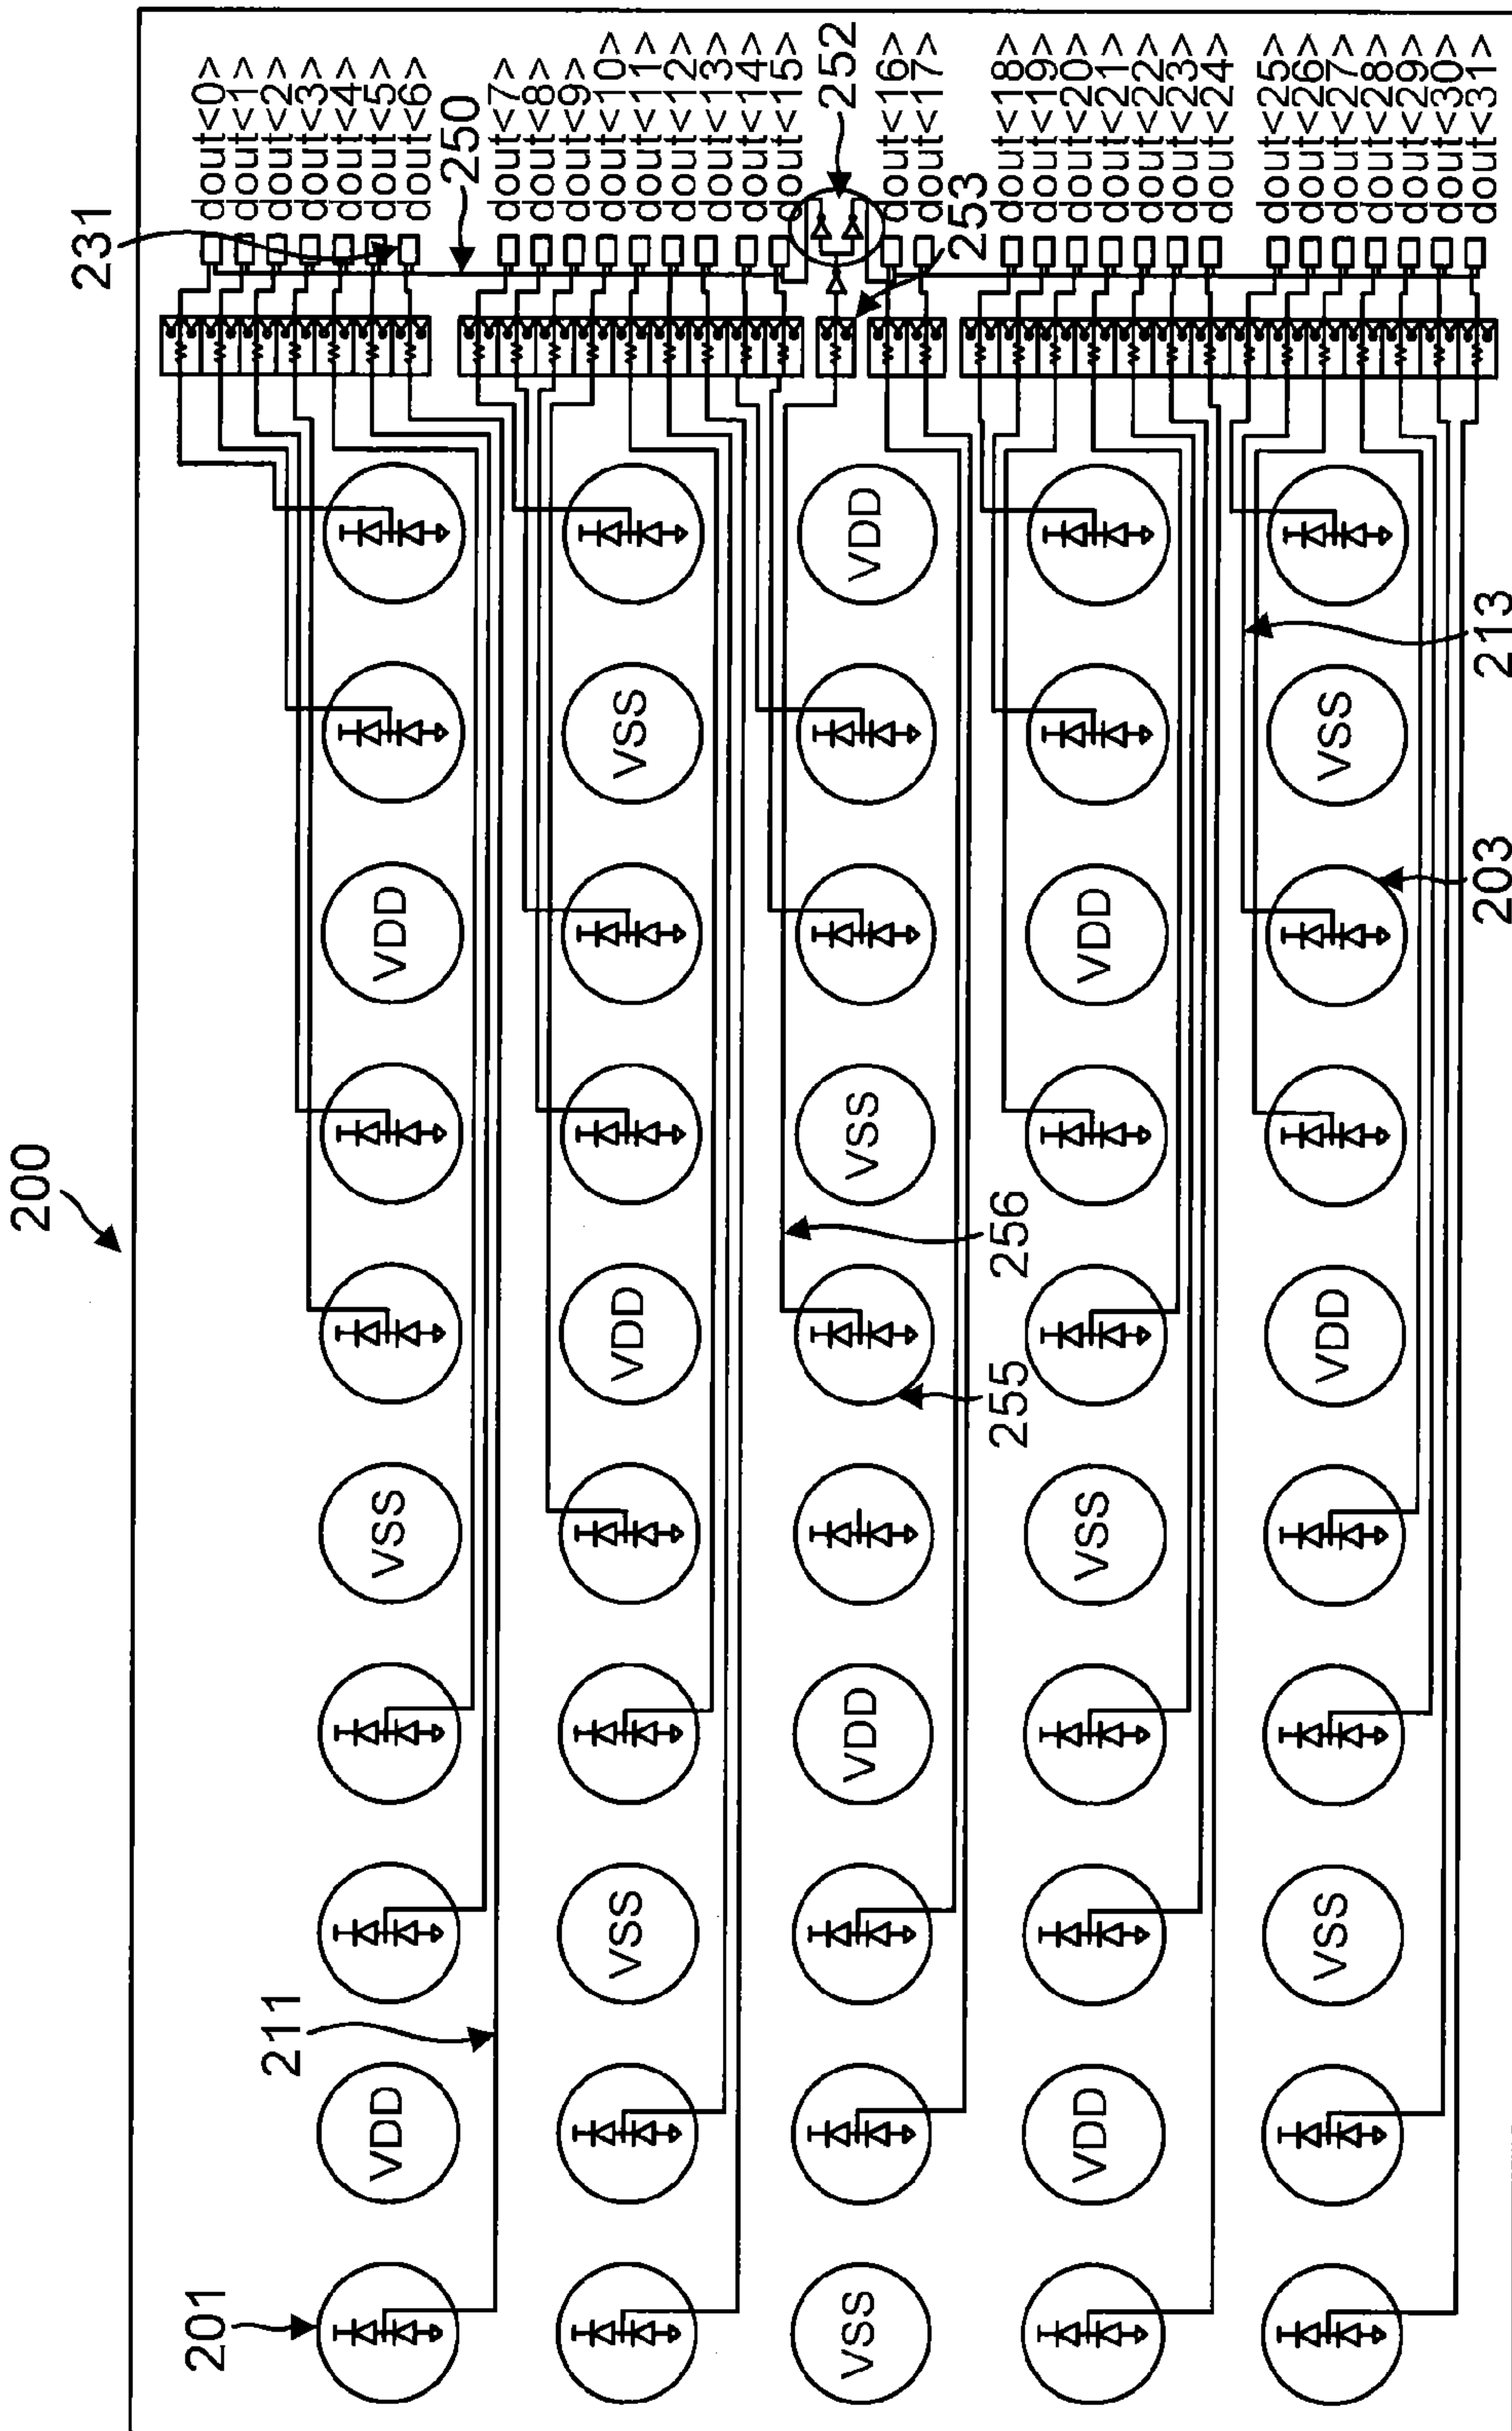 200
231
dout<0>
dout<1>
dout<2>
dout<3>
dout<4>
dout<5>
dout<6>
250
dout<7>
dout<8>
dout<9>
dout<10>
dout<11>
dout<12>
dout<13>
dout<14>
dout<15>
252
dout<16>
dout<17>
253
dout<18>
dout<19>
dout<20>
dout<21>
dout<22>
dout<23>
dout<24>
dout<25>
dout<26>
dout<27>
dout<28>
dout<29>
dout<30>
dout<31>
201
VDD
211
VSS
VDD
VSS
VDD
VSS
VSS
VDD
255
VSS
256
VDD
VDD
VSS
VDD
VSS
VDD
VSS
203
213